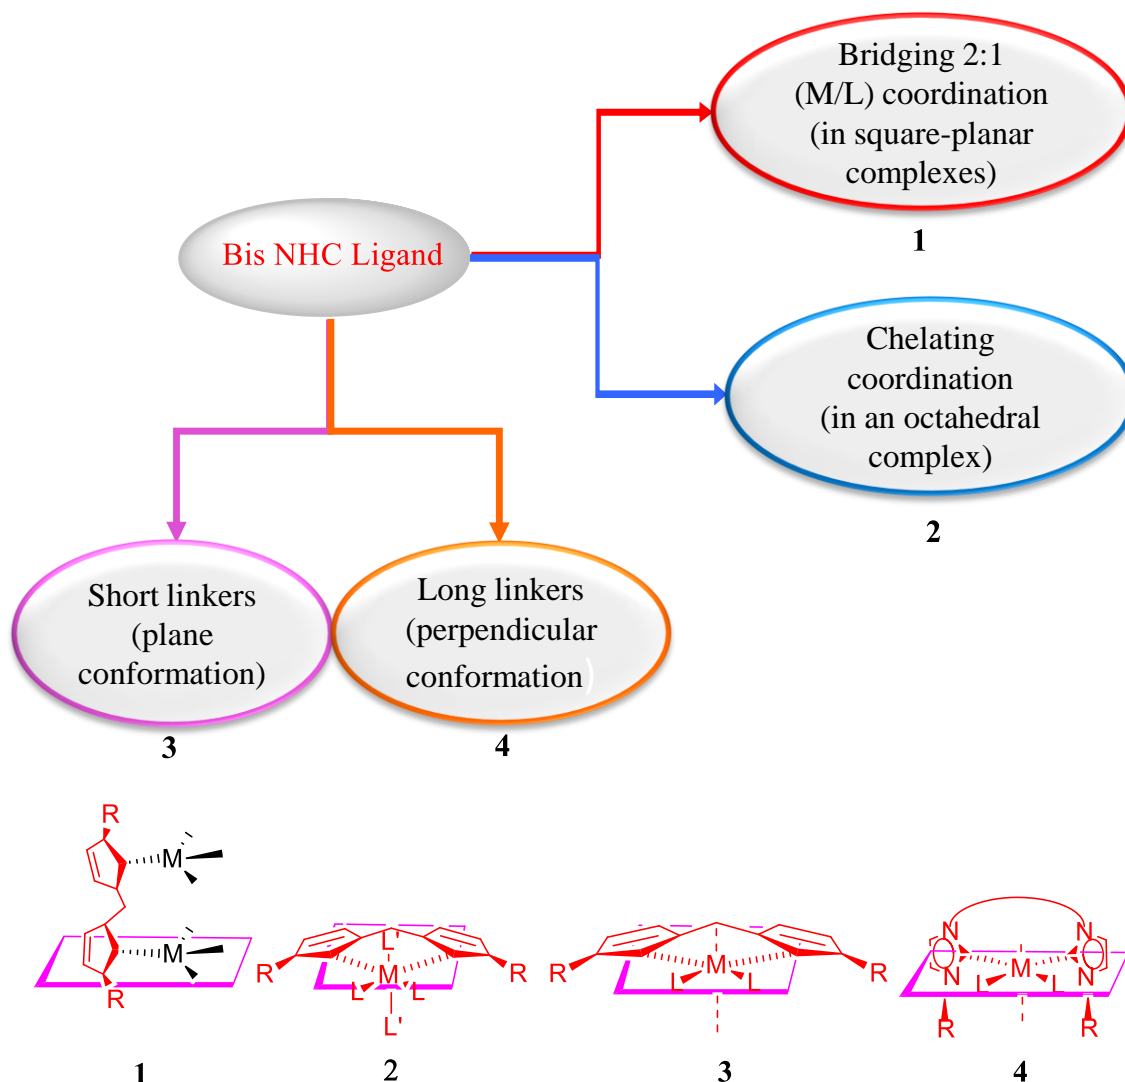 Bridging 2:1
(M/L) coordination
(in square-planar
complexes)
1
Bis NHC Ligand
Chelating
coordination
(in an octahedral
complex)
2
Short linkers
(plane
conformation)
3
Long linkers
(perpendicular
conformation)
4
R
M
M
R
1
L'
R
R
M
L
L
L'
2
R
R
M
L
L
3
N
N
M
N
N
L
L
R
R
4